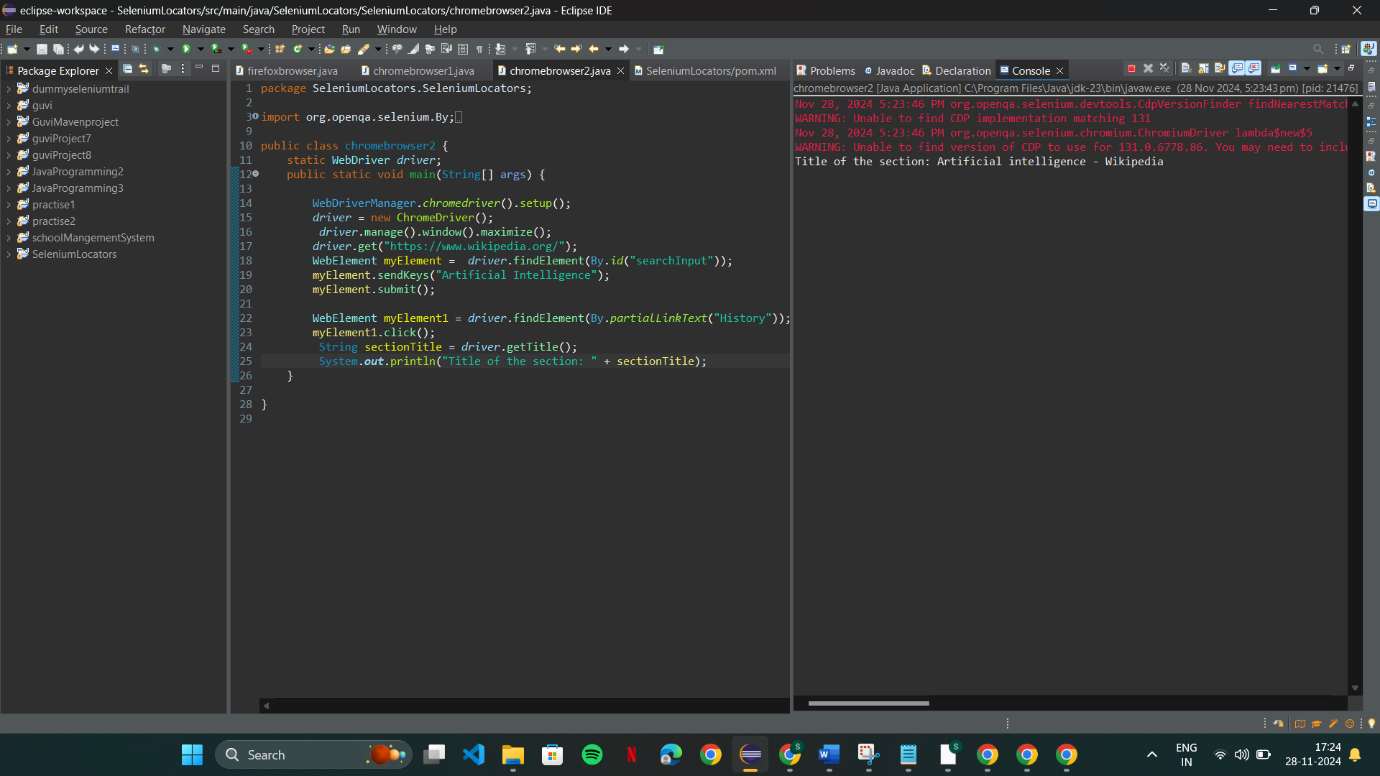 eclipse-workspace - SeleniumLocators/src/main/java/SeleniumLocators/SeleniumLocators/chromebrowser2.java - Eclipse IDE
File Edit Source Refactor Navigate Search Project Run Window Help
Package Explorer
dummyseleniumtrail
guvi
GuviMavenproject
guviProject7
guviProject8
JavaProgramming2
JavaProgramming3
practise1
practise2
schoolMangementSystem
SeleniumLocators
firefoxbrowser.java chromebrowser1.java chromebrowser2.java SeleniumLocators/pom.xml
1 package SeleniumLocators.SeleniumLocators;
2
3 import org.openqa.selenium.By;
9
10 public class chromebrowser2 {
11 static WebDriver driver;
12 public static void main(String[] args) {
13
14 WebDriverManager.chromedriver().setup();
15 driver = new ChromeDriver();
16 driver.manage().window().maximize();
17 driver.get("https://www.wikipedia.org/");
18 WebElement myElement = driver.findElement(By.id("searchInput"));
19 myElement.sendKeys("Artificial Intelligence");
20 myElement.submit();
21
22 WebElement myElement1 = driver.findElement(By.partialLinkText("History"));
23 myElement1.click();
24 String sectionTitle = driver.getTitle();
25 System.out.println("Title of the section: " + sectionTitle);
26 }
27
28 }
29
Problems Javadoc Declaration Console
chromebrowser2 [Java Application] C:\Program Files\Java\jdk-23\bin\javaw.exe (28 Nov 2024, 5:23:43 pm) [pid: 21476]
Nov 28, 2024 5:23:46 PM org.openqa.selenium.devtools.CdpVersionFinder findNearestMatc
WARNING: Unable to find CDP implementation matching 131
Nov 28, 2024 5:23:46 PM org.openqa.selenium.chromium.ChromiumDriver lambda$new$5
WARNING: Unable to find version of CDP to use for 131.0.6778.86. You may need to inclu
Title of the section: Artificial intelligence - Wikipedia
Search
ENG
IN
17:24
28-11-2024